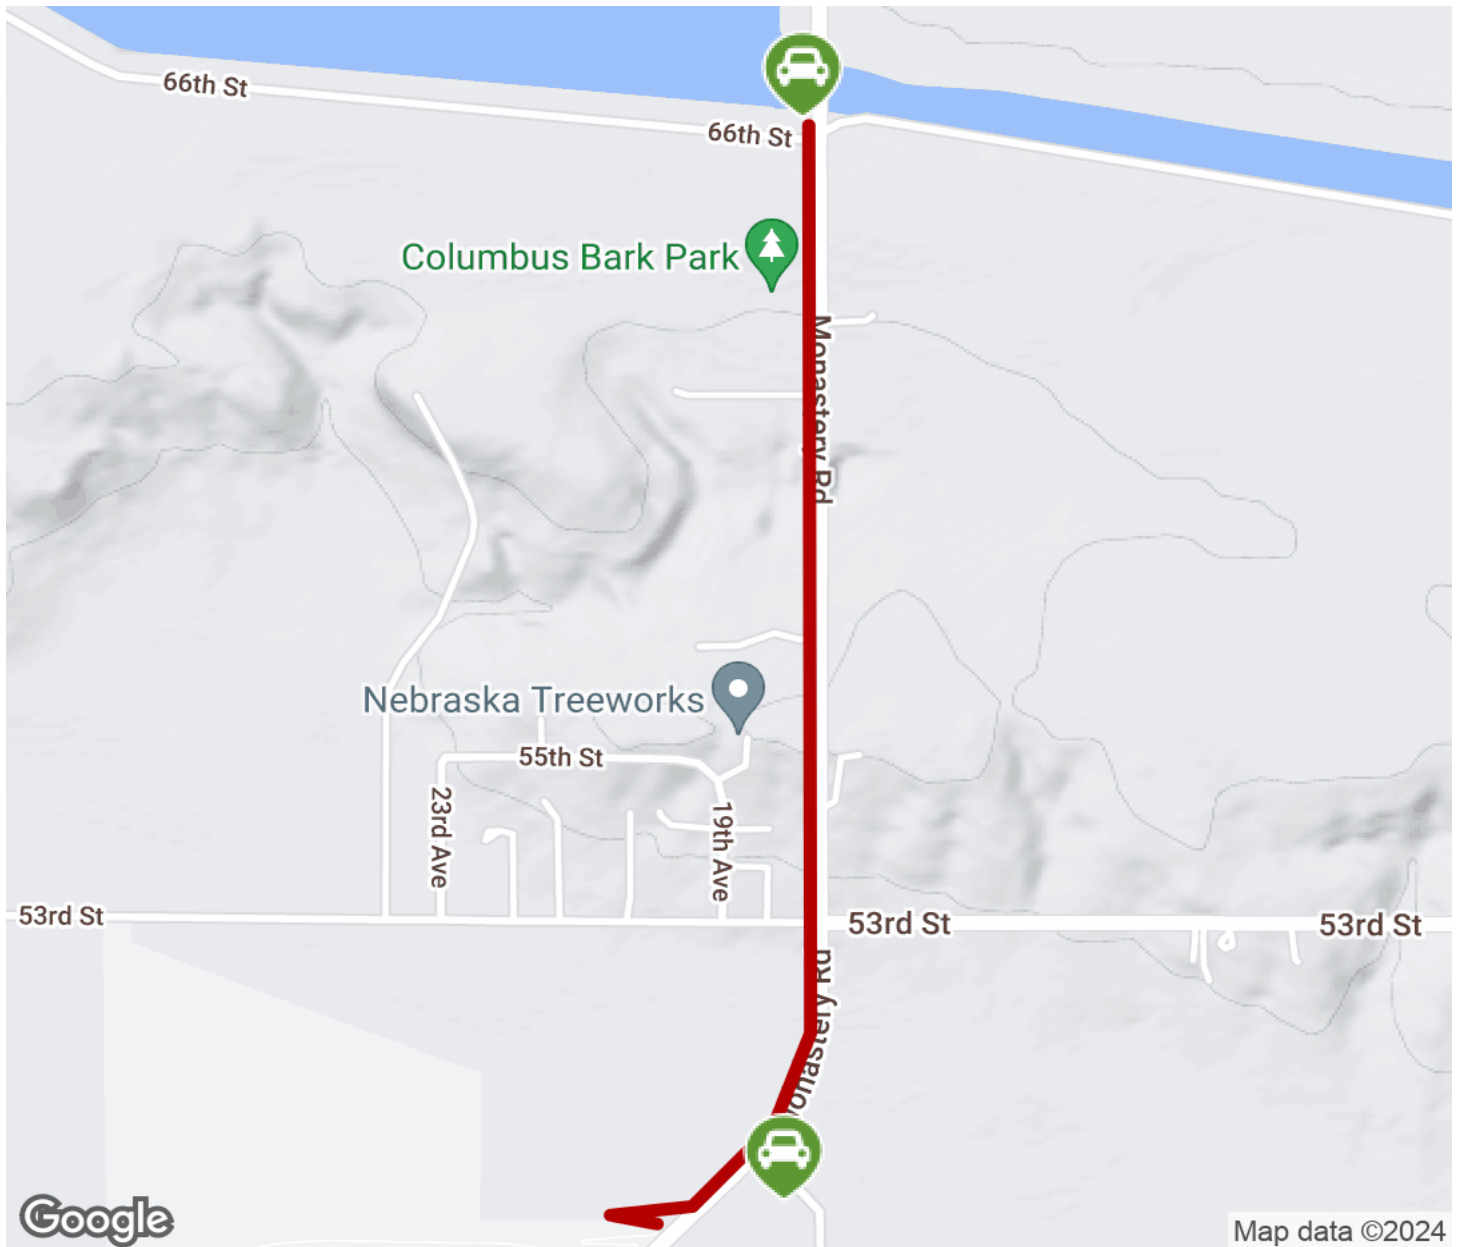 66th St
66th St
Columbus Bark Park
Monastery Rd
Nebraska Treeworks
55th St
23rd Ave
19th Ave
53rd St
53rd St
53rd St
Monastery Rd
Google
Map data ©2024